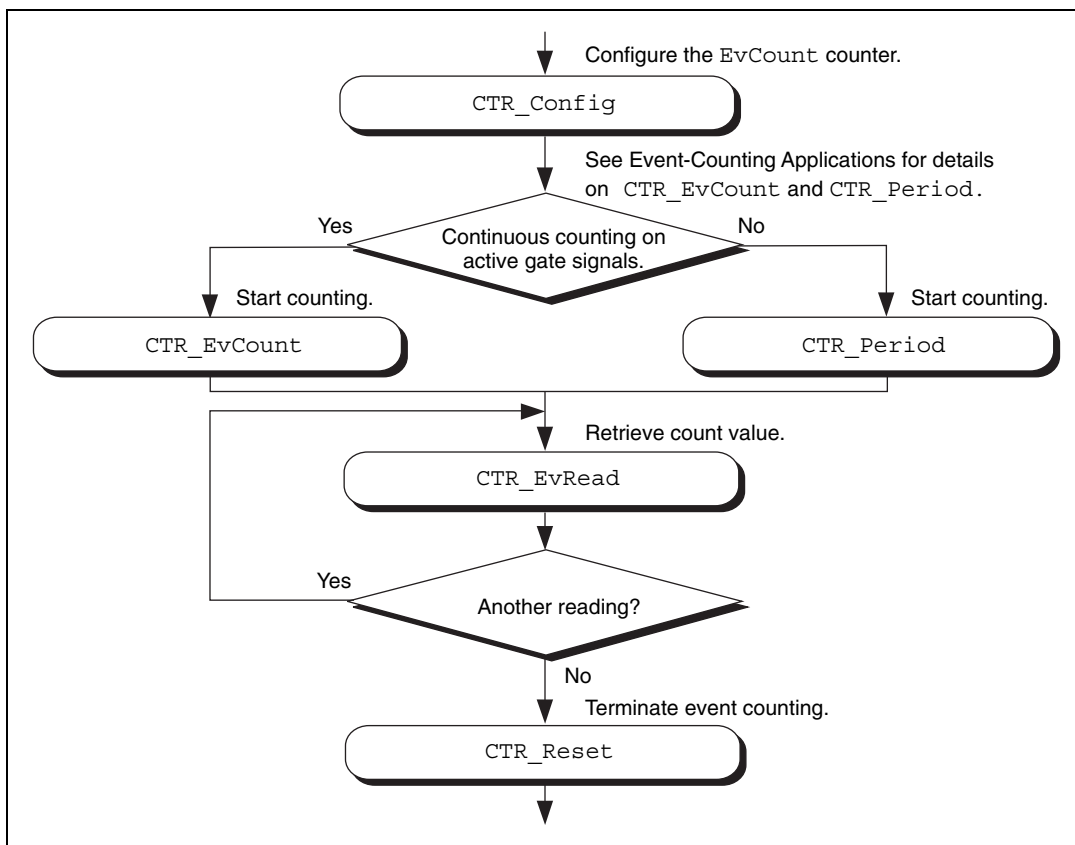 Configure the EvCount counter.
CTR_Config
See Event-Counting Applications for details
on CTR_EvCount and CTR_Period.
Yes
No
Continuous counting on
active gate signals.
Start counting.
Start counting.
CTR_EvCount
CTR_Period
Retrieve count value.
CTR_EvRead
Yes
Another reading?
No
Terminate event counting.
CTR_Reset